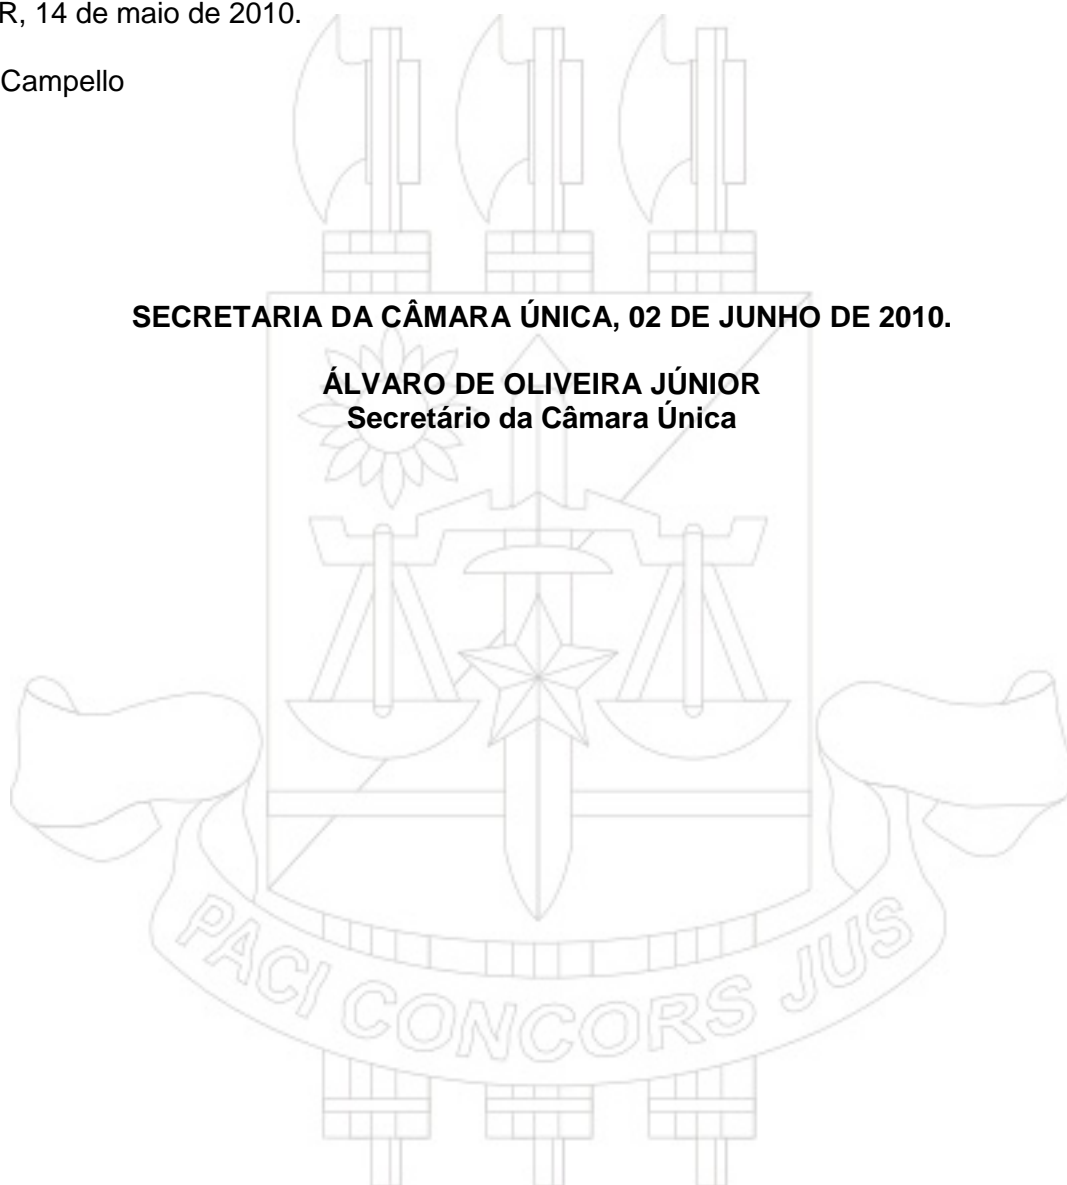 R, 14 de maio de 2010.
Campello
SECRETARIA DA CÂMARA ÚNICA, 02 DE JUNHO DE 2010.
ÁLVARO DE OLIVEIRA JÚNIOR
Secretário da Câmara Única
PACI CONCORS JUS